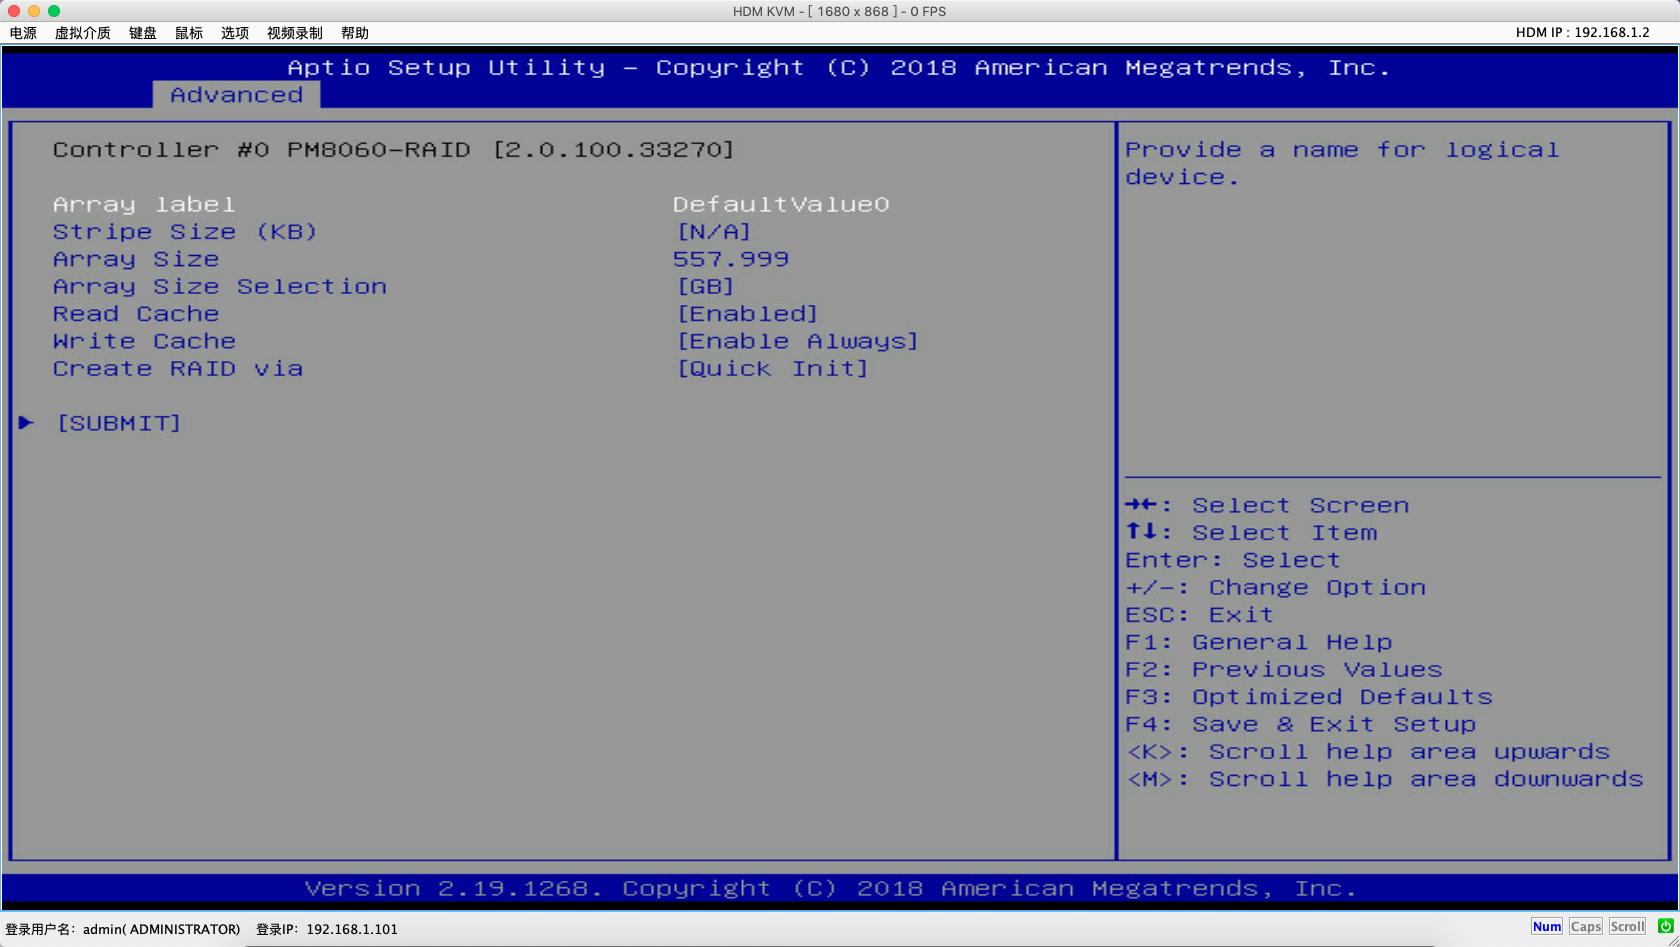 HDM KVM - [ 1680 x 868 ] - 0 FPS
电源 虚拟介质 键盘 鼠标 选项 视频录制 帮助 HDM IP : 192.168.1.2
Aptio Setup Utility – Copyright (C) 2018 American Megatrends, Inc.
Advanced
Controller #0 PM8060-RAID [2.0.100.33270]
Array label DefaultValue0
Stripe Size (KB) [N/A]
Array Size 557.999
Array Size Selection [GB]
Read Cache [Enabled]
Write Cache [Enable Always]
Create RAID via [Quick Init]
► [SUBMIT]
Provide a name for logical
device.
→←: Select Screen
↑↓: Select Item
Enter: Select
+/-: Change Option
ESC: Exit
F1: General Help
F2: Previous Values
F3: Optimized Defaults
F4: Save & Exit Setup
<K>: Scroll help area upwards
<M>: Scroll help area downwards
Version 2.19.1268. Copyright (C) 2018 American Megatrends, Inc.
登录用户名: admin( ADMINISTRATOR) 登录IP: 192.168.1.101 Num Caps Scroll